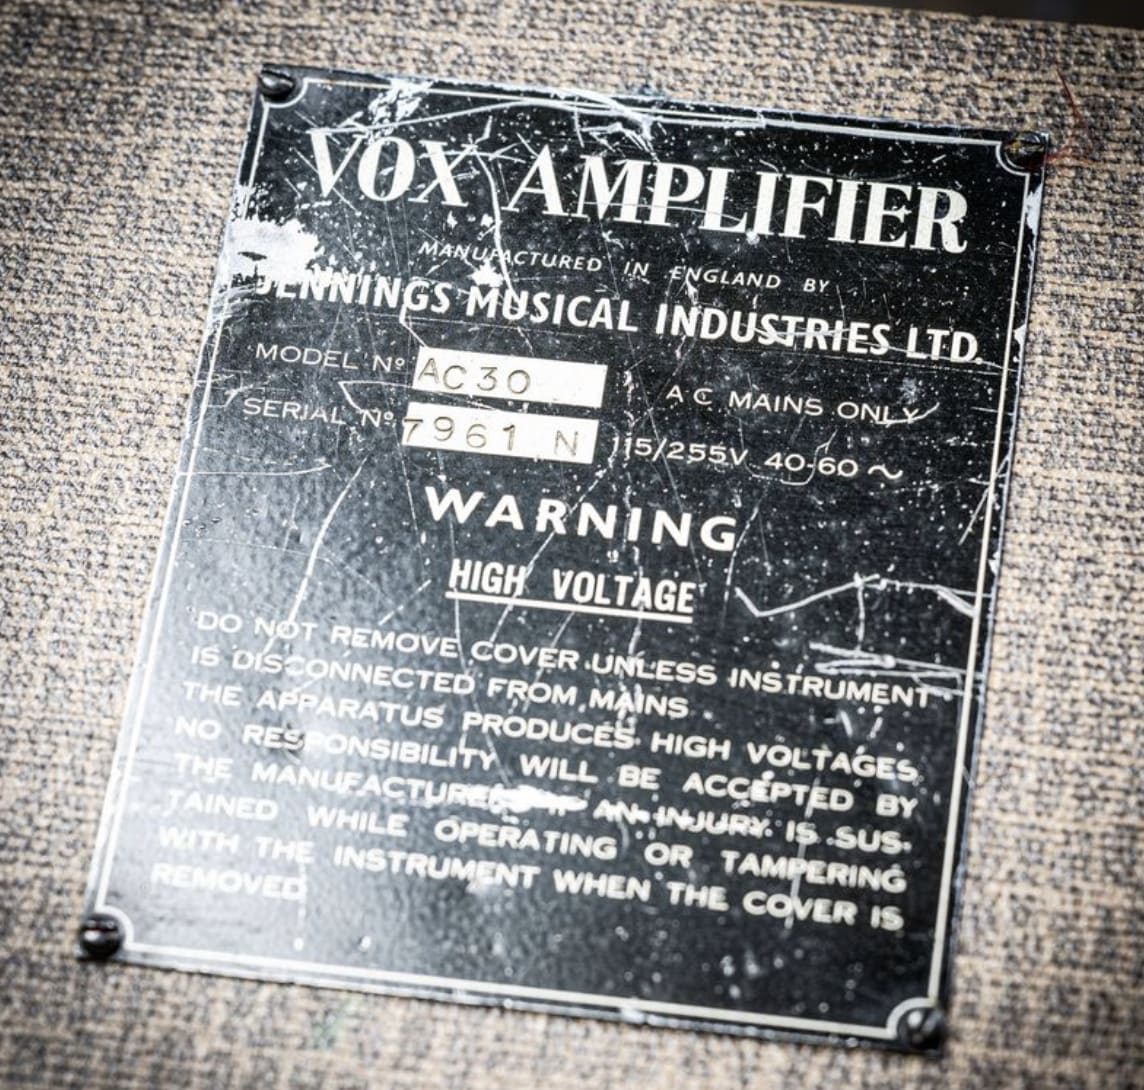 VOX AMPLIFIER
MANUFACTURED IN ENGLAND BY
JENNINGS MUSICAL INDUSTRIES LTD.
MODEL Nº AC30 AC MAINS ONLY
SERIAL Nº 7961 N 115/255V 40-60 ~
WARNING
HIGH VOLTAGE
DO NOT REMOVE COVER UNLESS INSTRUMENT
IS DISCONNECTED FROM MAINS
THE APPARATUS PRODUCES HIGH VOLTAGES
NO RESPONSIBILITY WILL BE ACCEPTED BY
THE MANUFACTURER IF AN INJURY IS SUS-
TAINED WHILE OPERATING OR TAMPERING
WITH THE INSTRUMENT WHEN THE COVER IS
REMOVED